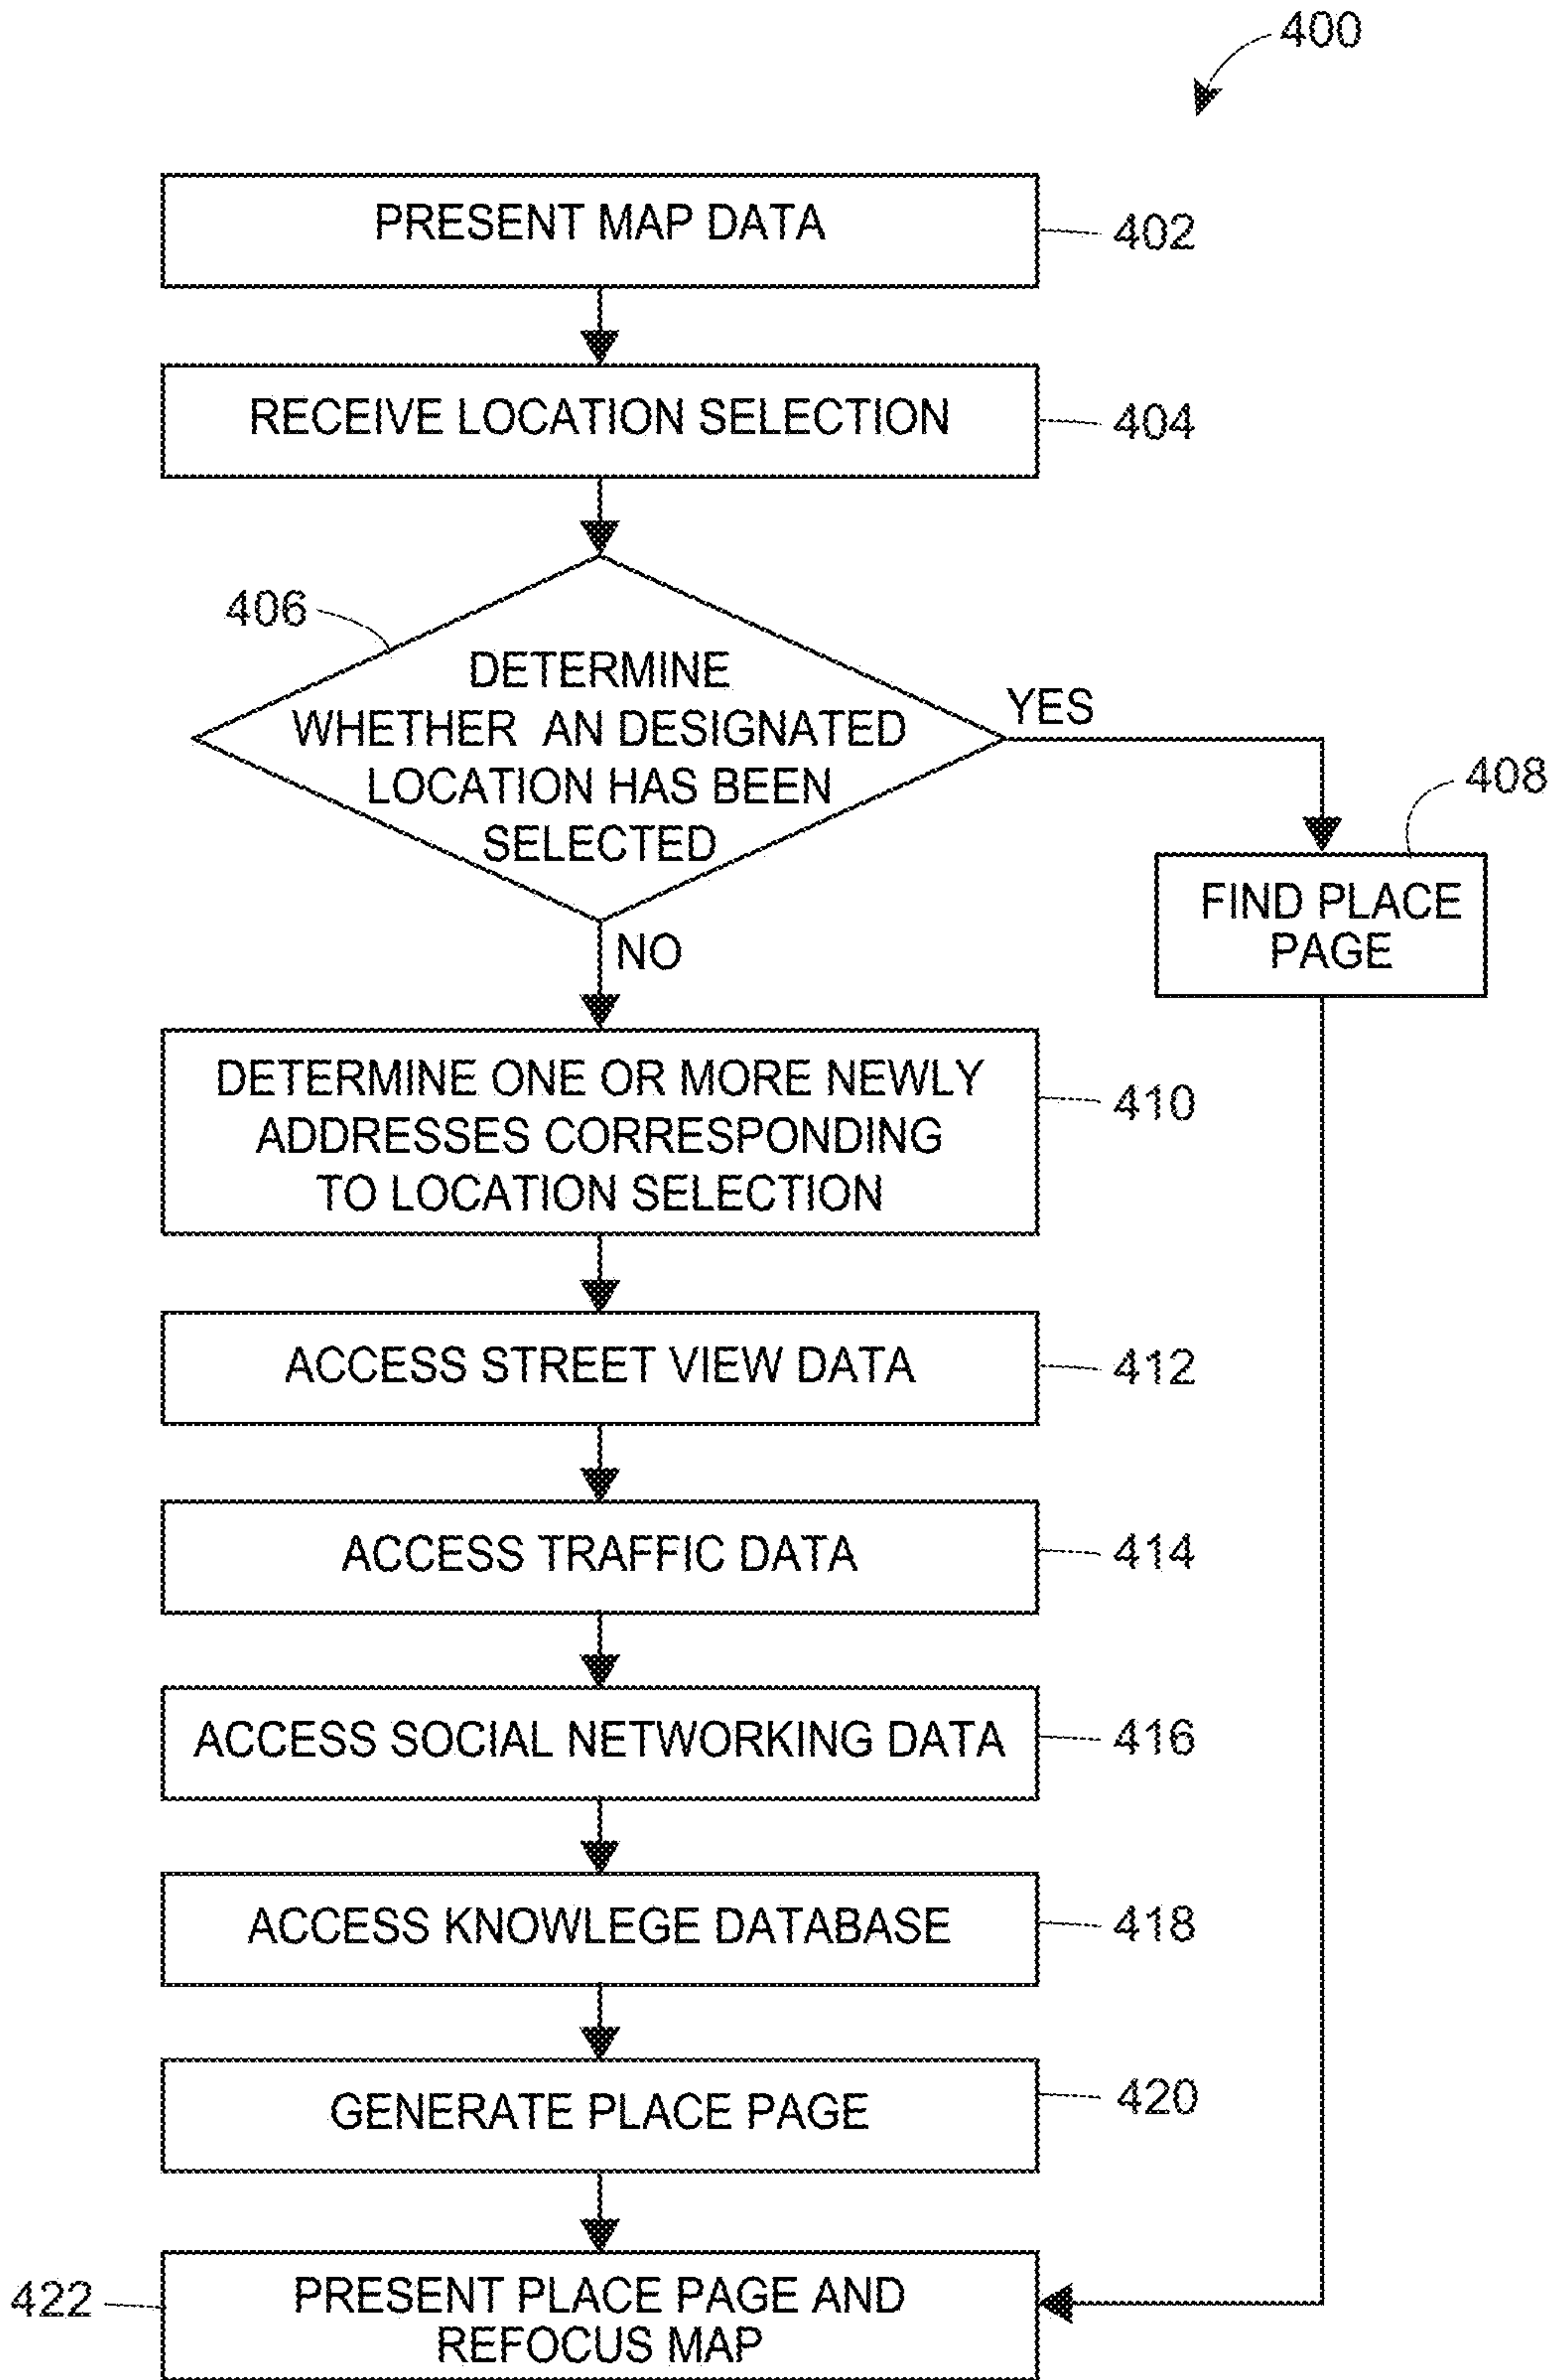 400
PRESENT MAP DATA
402
RECEIVE LOCATION SELECTION
404
406
DETERMINE
WHETHER AN DESIGNATED
LOCATION HAS BEEN
SELECTED
YES
408
FIND PLACE
PAGE
NO
DETERMINE ONE OR MORE NEWLY
ADDRESSES CORRESPONDING
TO LOCATION SELECTION
410
ACCESS STREET VIEW DATA
412
ACCESS TRAFFIC DATA
414
ACCESS SOCIAL NETWORKING DATA
416
ACCESS KNOWLEGE DATABASE
418
GENERATE PLACE PAGE
420
422
PRESENT PLACE PAGE AND
REFOCUS MAP